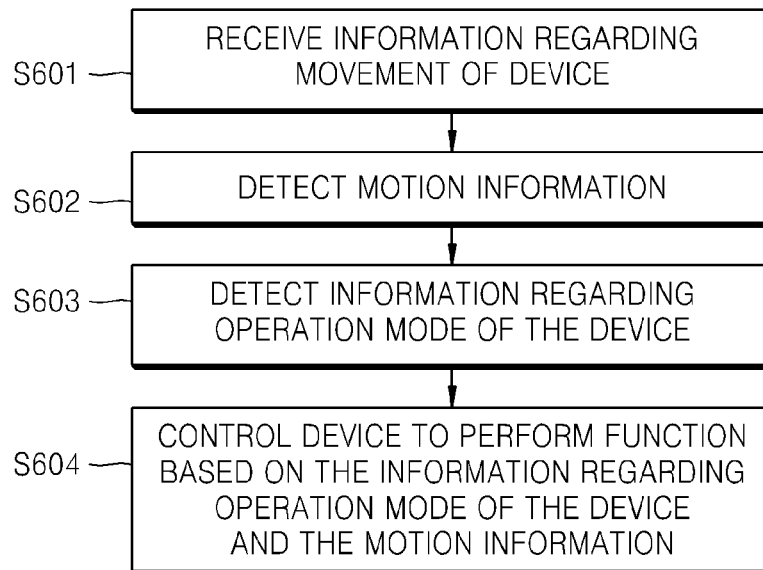 RECEIVE INFORMATION REGARDING
MOVEMENT OF DEVICE
S601
DETECT MOTION INFORMATION
S602
DETECT INFORMATION REGARDING
OPERATION MODE OF THE DEVICE
S603
CONTROL DEVICE TO PERFORM FUNCTION
BASED ON THE INFORMATION REGARDING
OPERATION MODE OF THE DEVICE
AND THE MOTION INFORMATION
S604